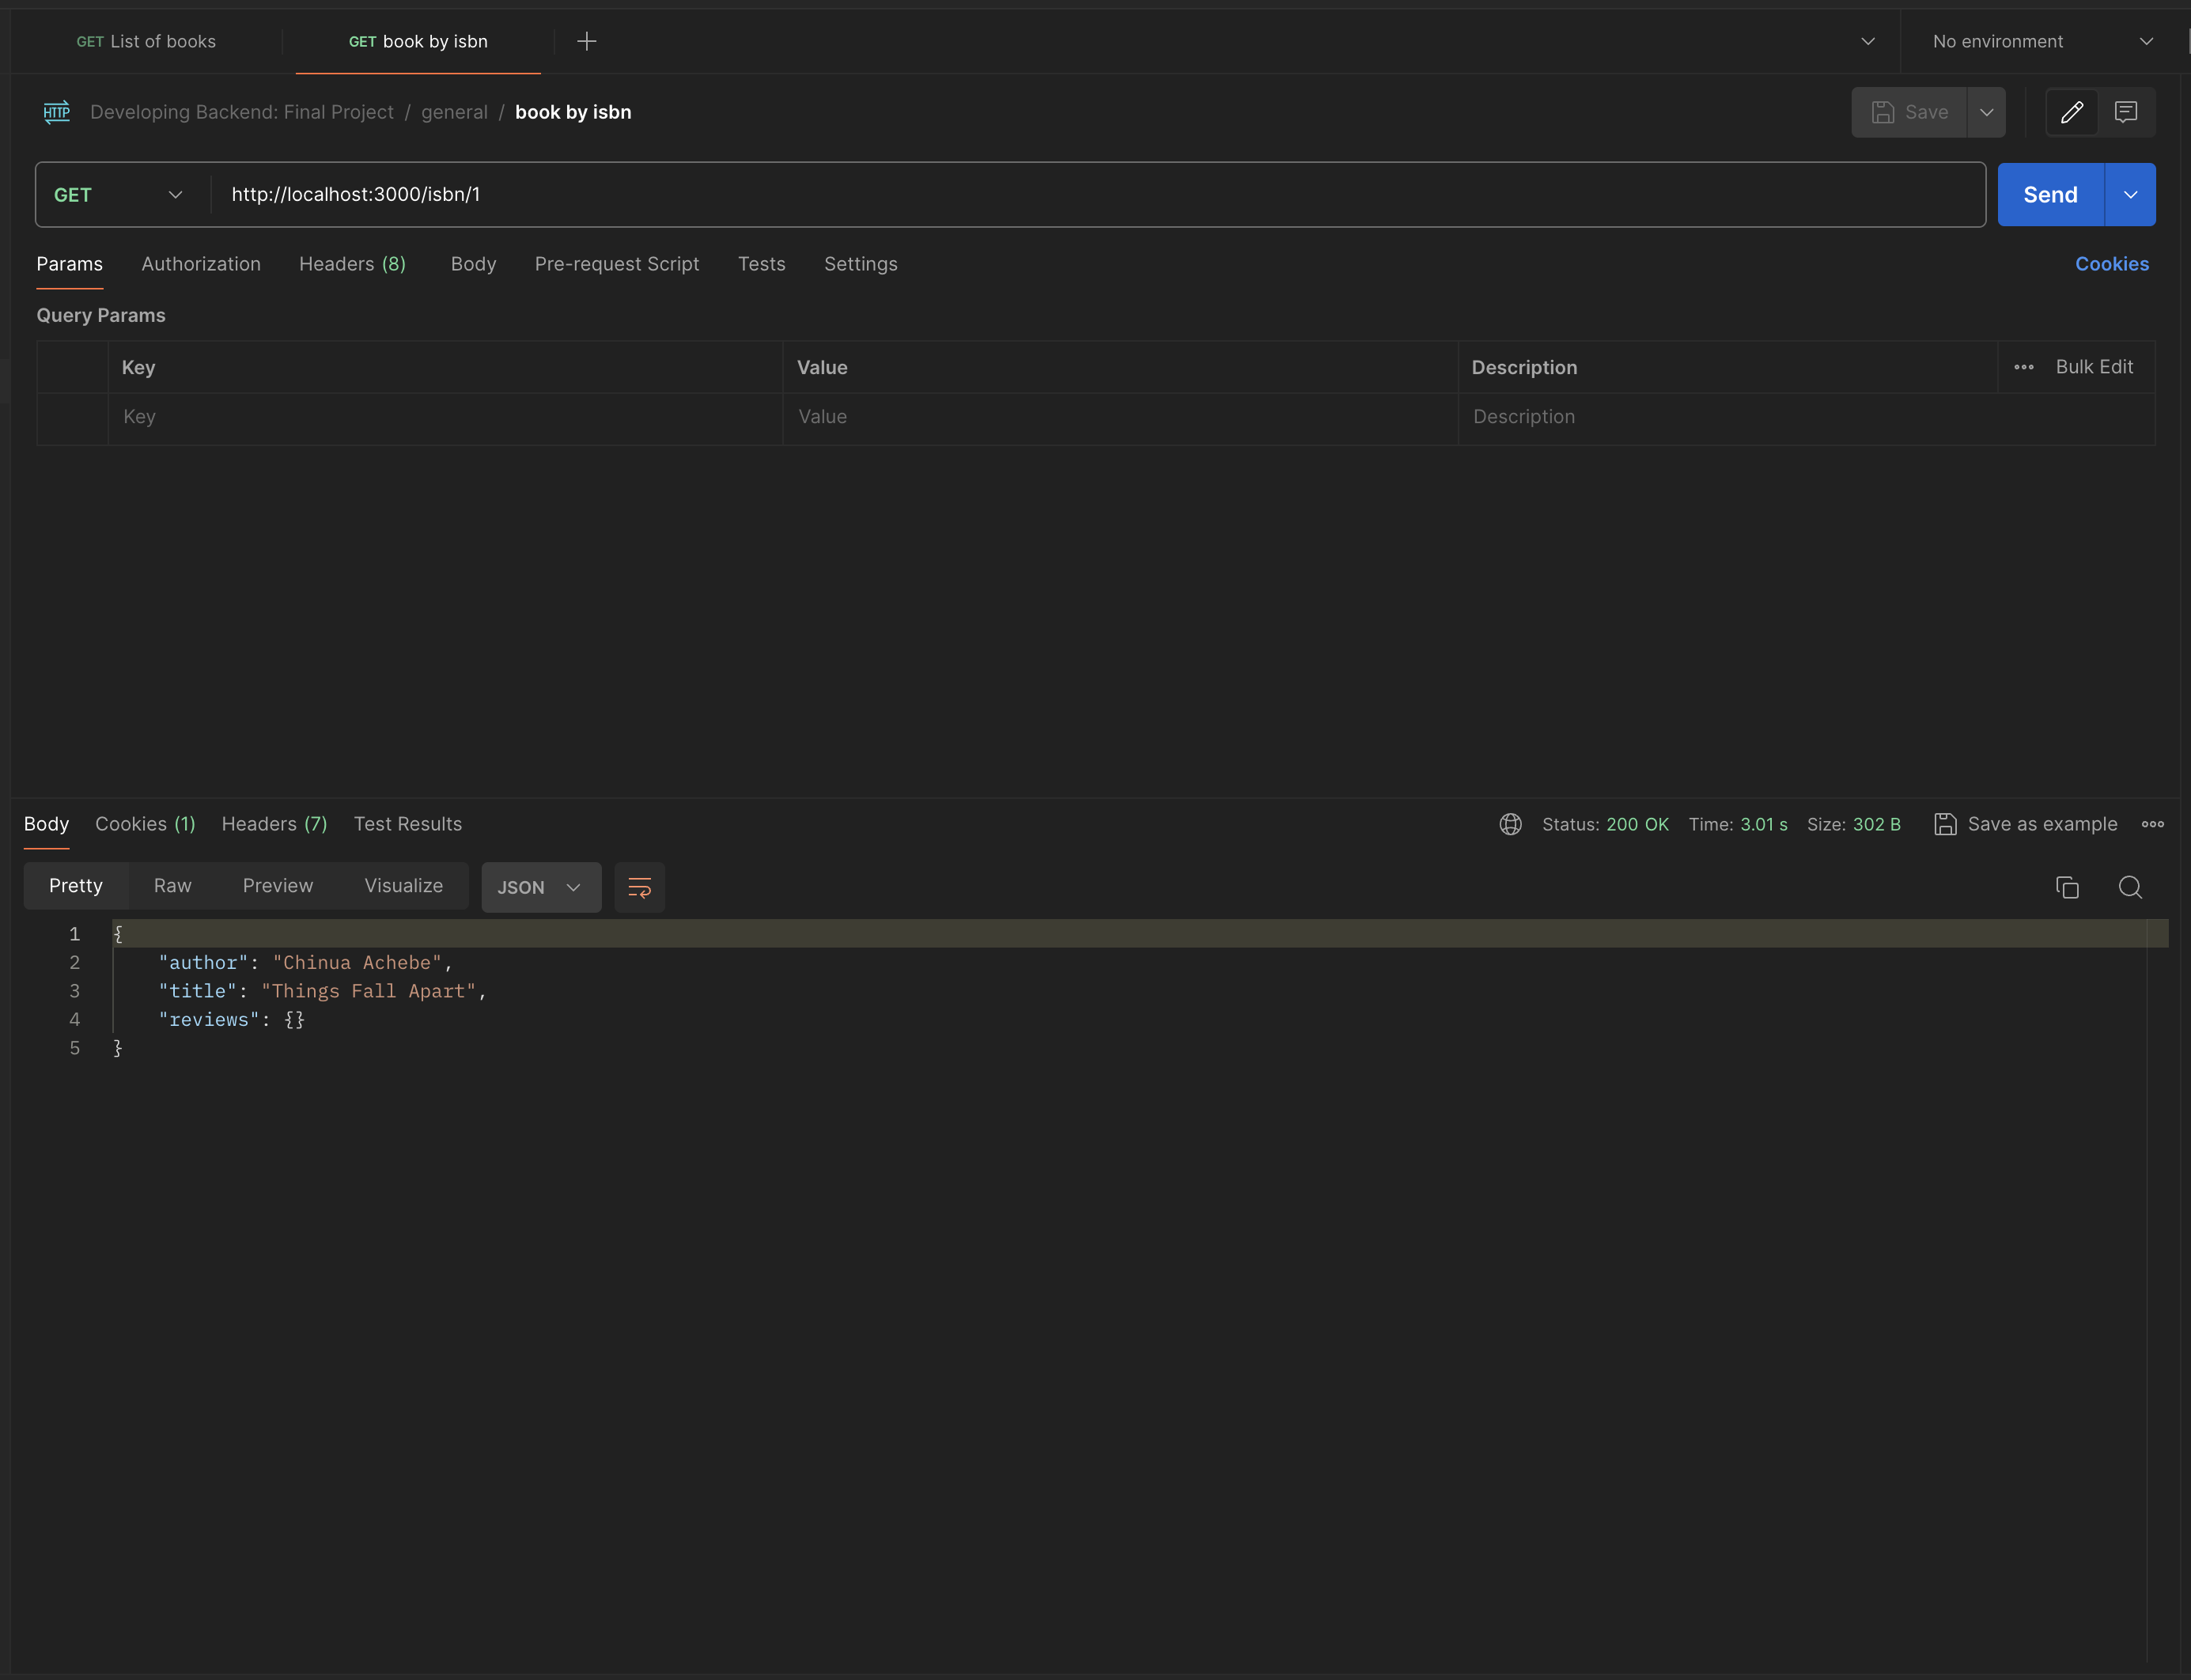 GET List of books
GET book by isbn
No environment
HTTP
Developing Backend: Final Project / general / book by isbn
Save
GET
http://localhost:3000/isbn/1
Send
Params Authorization Headers (8) Body Pre-request Script Tests Settings Cookies
Query Params
Key Value Description Bulk Edit
Key Value Description
Body Cookies (1) Headers (7) Test Results Status: 200 OK Time: 3.01 s Size: 302 B Save as example
Pretty Raw Preview Visualize JSON
1 {
2 "author": "Chinua Achebe",
3 "title": "Things Fall Apart",
4 "reviews": {}
5 }